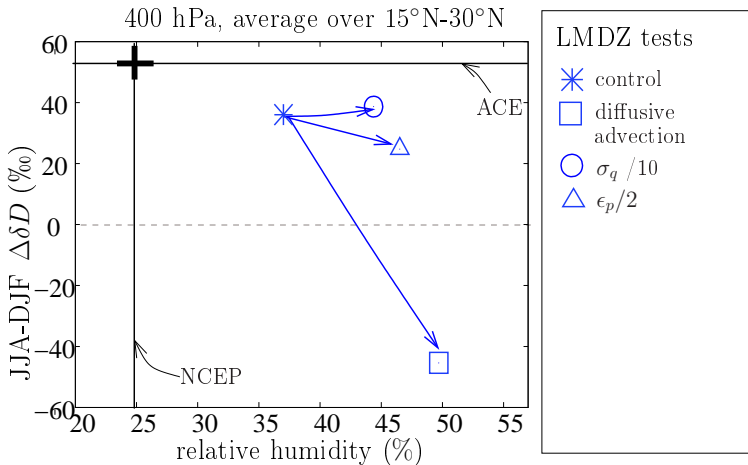 400 hPa, average over 15°N-30°N
JJA-DJF ΔδD (‰)
60
40
20
0
−20
−40
−60
ACE
NCEP
20 25 30 35 40 45 50 55
relative humidity (%)
LMDZ tests
control
diffusive
advection
σq /10
ϵp/2